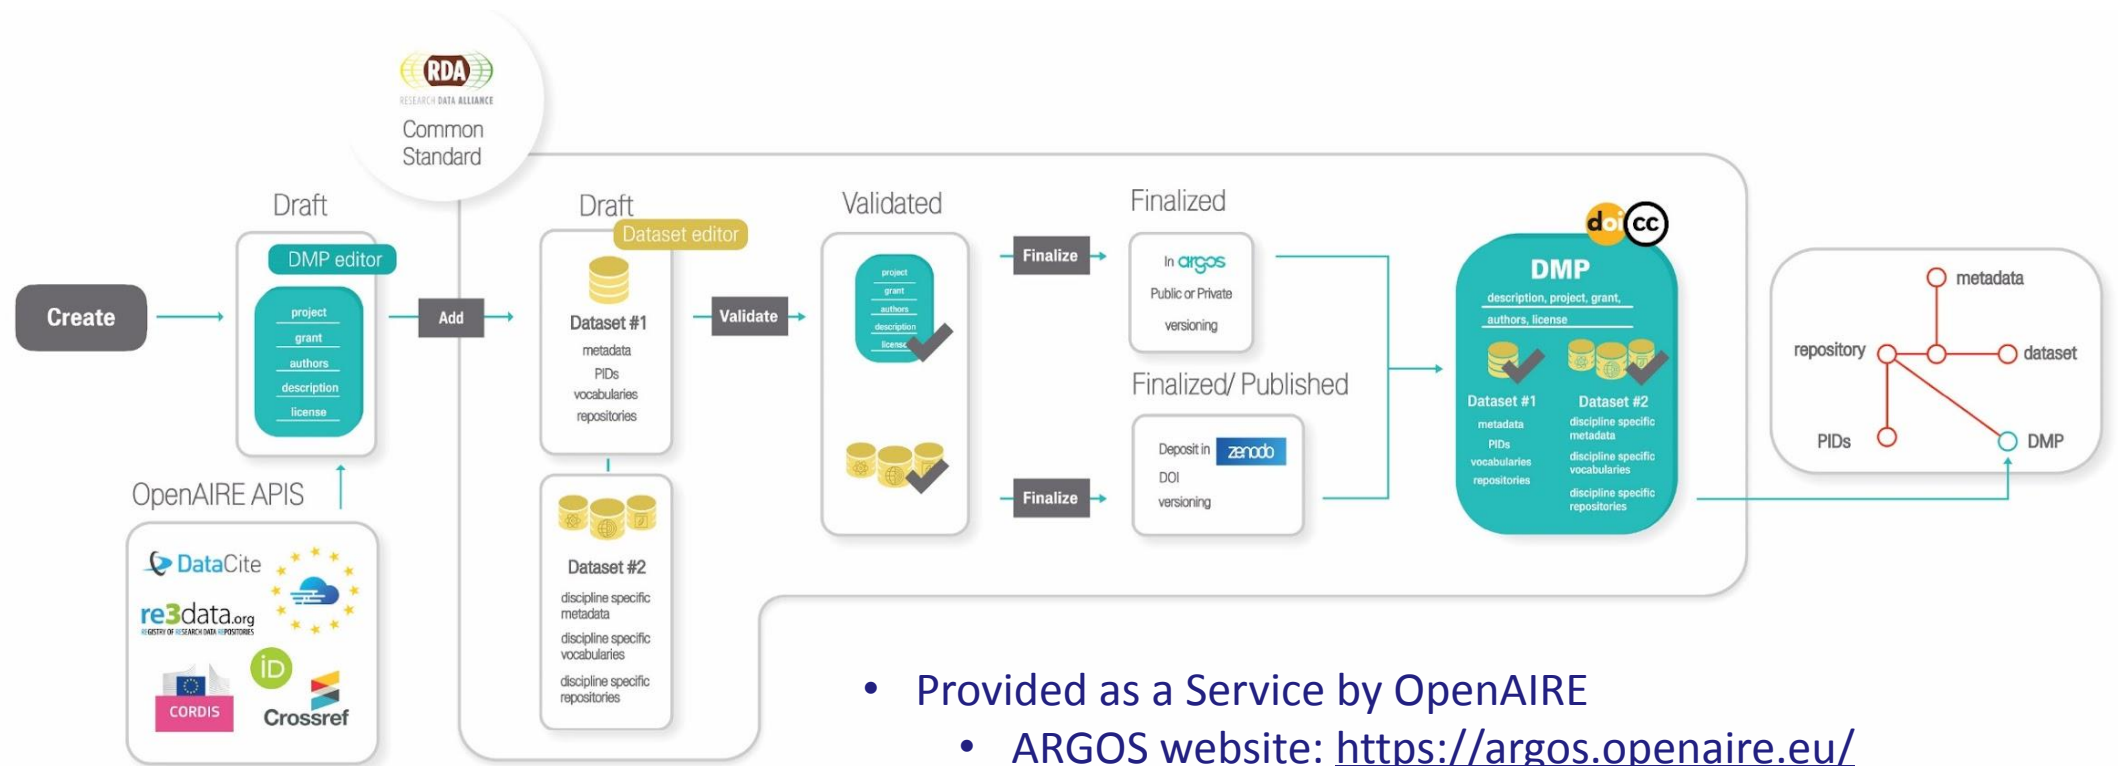 RDA
RESEARCH DATA ALLIANCE
Common
Standard
Create
Draft
DMP editor
project
grant
authors
description
license
OpenAIRE APIS
DataCite
re3data.org
REGISTRY OF RESEARCH DATA REPOSITORIES
iD
CORDIS
Crossref
Add
Draft
Dataset editor
Dataset #1
metadata
PIDs
vocabularies
repositories
Dataset #2
discipline specific
metadata
discipline specific
vocabularies
discipline specific
repositories
Validate
Validated
project
grant
authors
description
license
Finalize
Finalized
In argos
Public or Private
versioning
Finalize
Finalized/ Published
Deposit in zenodo
DOI
versioning
doi cc
DMP
description, project, grant,
authors, license
Dataset #1
metadata
PIDs
vocabularies
repositories
Dataset #2
discipline specific
metadata
discipline specific
vocabularies
discipline specific
repositories
metadata
repository
dataset
PIDs
DMP
• Provided as a Service by OpenAIRE
• ARGOS website: https://argos.openaire.eu/